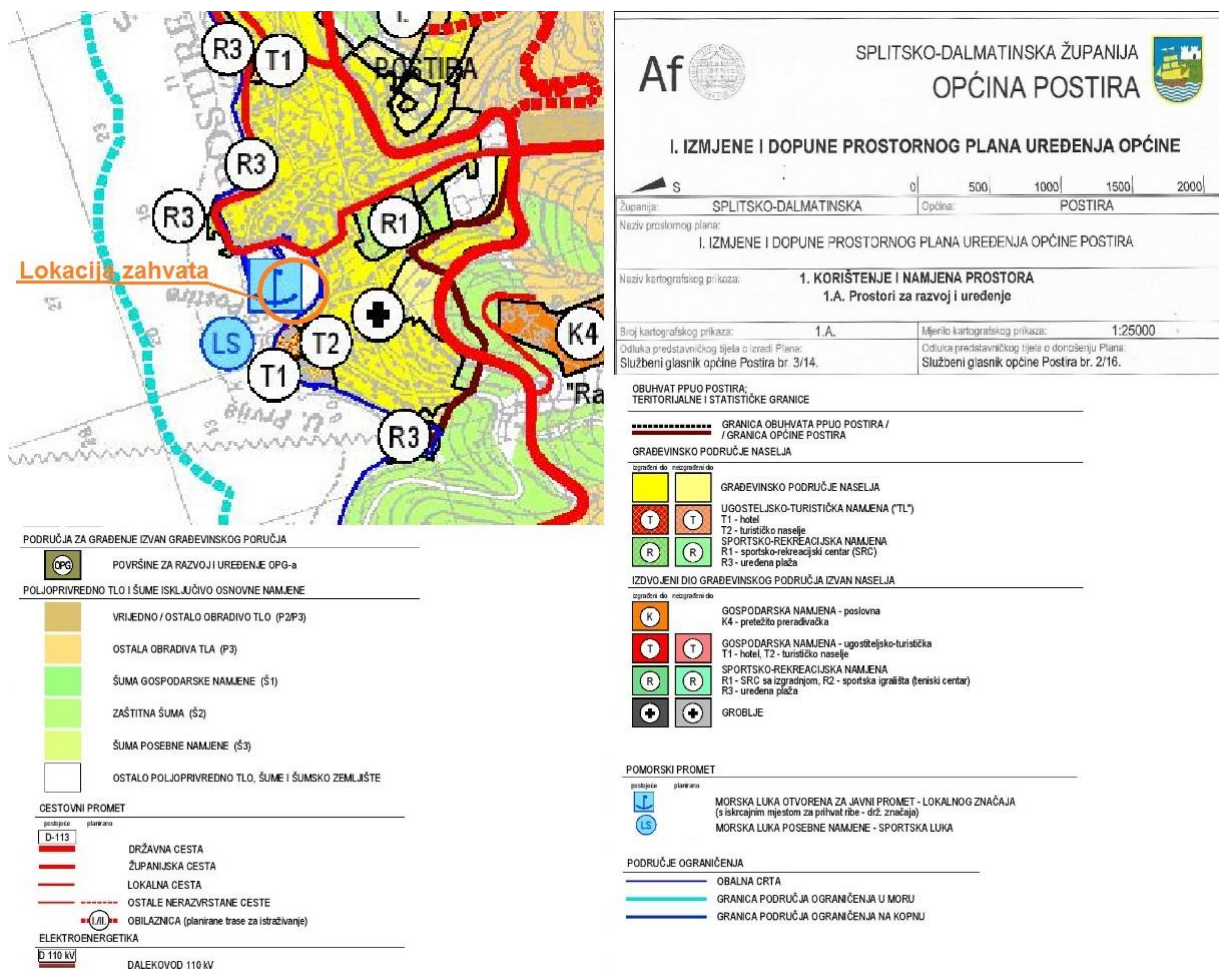 R3
T1
I.
POSTIRA
R3
R3
R1
Lokacija zahvata
LS
T2
T1
K4
"Ra
R3
U. Prvlja
Af
SPLITSKO-DALMATINSKA ŽUPANIJA
OPĆINA POSTIRA
I. IZMJENE I DOPUNE PROSTORNOG PLANA UREĐENJA OPĆINE
S 0 500 1000 1500 2000
Županija: SPLITSKO-DALMATINSKA Općina: POSTIRA
Naziv prostornog plana:
I. IZMJENE I DOPUNE PROSTORNOG PLANA UREĐENJA OPĆINE POSTIRA
Naziv kartografskog prikaza: 1. KORIŠTENJE I NAMJENA PROSTORA
1.A. Prostori za razvoj i uređenje
Broj kartografskog prikaza: 1.A. Mjerilo kartografskog prikaza: 1:25000
Odluka predstavničkog tijela o izradi Plana:
Službeni glasnik općine Postira br. 3/14.
Odluka predstavničkog tijela o donošenju Plana:
Službeni glasnik općine Postira br. 2/16.
OBUHVAT PPUO POSTIRA;
TERITORIJALNE I STATISTIČKE GRANICE
GRANICA OBUHVATA PPUO POSTIRA /
/ GRANICA OPĆINE POSTIRA
GRAĐEVINSKO PODRUČJE NASELJA
izgrađeni dio neizgrađeni dio
GRAĐEVINSKO PODRUČJE NASELJA
T T UGOSTELJSKO-TURISTIČKA NAMJENA ("TL")
T1 - hotel
T2 - turističko naselje
R R SPORTSKO-REKREACIJSKA NAMJENA
R1 - sportsko-rekreacijski centar (SRC)
R3 - uređena plaža
IZDVOJENI DIO GRAĐEVINSKOG PODRUČJA IZVAN NASELJA
izgrađeni dio neizgrađeni dio
K GOSPODARSKA NAMJENA - poslovna
K4 - pretežito prerađivačka
T T GOSPODARSKA NAMJENA - ugostiteljsko-turistička
T1 - hotel, T2 - turističko naselje
R R SPORTSKO-REKREACIJSKA NAMJENA
R1 - SRC sa izgradnjom, R2 - sportska igrališta (teniski centar)
R3 - uređena plaža
GROBLJE
POMORSKI PROMET
postojeće planirano
MORSKA LUKA OTVORENA ZA JAVNI PROMET - LOKALNOG ZNAČAJA
(s iskrcajnim mjestom za prihvat ribe - drž. značaja)
LS MORSKA LUKA POSEBNE NAMJENE - SPORTSKA LUKA
PODRUČJE OGRANIČENJA
OBALNA CRTA
GRANICA PODRUČJA OGRANIČENJA U MORU
GRANICA PODRUČJA OGRANIČENJA NA KOPNU
PODRUČJA ZA GRAĐENJE IZVAN GRAĐEVINSKOG PORUČJA
OPG POVRŠINE ZA RAZVOJ I UREĐENJE OPG-a
POLJOPRIVREDNO TLO I ŠUME ISKLJUČIVO OSNOVNE NAMJENE
VRIJEDNO / OSTALO OBRADIVO TLO (P2/P3)
OSTALA OBRADIVA TLA (P3)
ŠUMA GOSPODARSKE NAMJENE (Š1)
ZAŠTITNA ŠUMA (Š2)
ŠUMA POSEBNE NAMJENE (Š3)
OSTALO POLJOPRIVREDNO TLO, ŠUME I ŠUMSKO ZEMLJIŠTE
CESTOVNI PROMET
postojeće planirano
D-113
DRŽAVNA CESTA
ŽUPANIJSKA CESTA
LOKALNA CESTA
OSTALE NERAZVRSTANE CESTE
I./II. OBILAZNICA (planirane trase za istraživanje)
ELEKTROENERGETIKA
D 110 kV
DALEKOVOD 110 kV